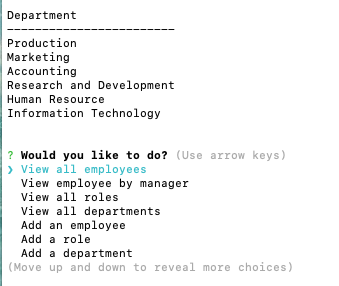 Department
------------------------
Production
Marketing
Accounting
Research and Development
Human Resource
Information Technology
? Would you like to do? (Use arrow keys)
❯ View all employees
View employee by manager
View all roles
View all departments
Add an employee
Add a role
Add a department
(Move up and down to reveal more choices)